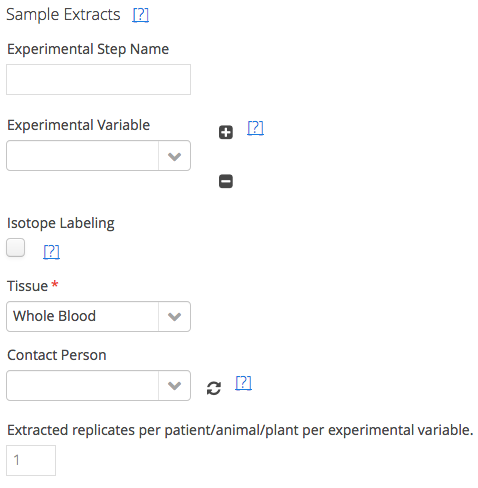 Sample Extracts [?]
Experimental Step Name
Experimental Variable
[?]
Isotope Labeling
[?]
Tissue *
Whole Blood
Contact Person
[?]
Extracted replicates per patient/animal/plant per experimental variable.
1